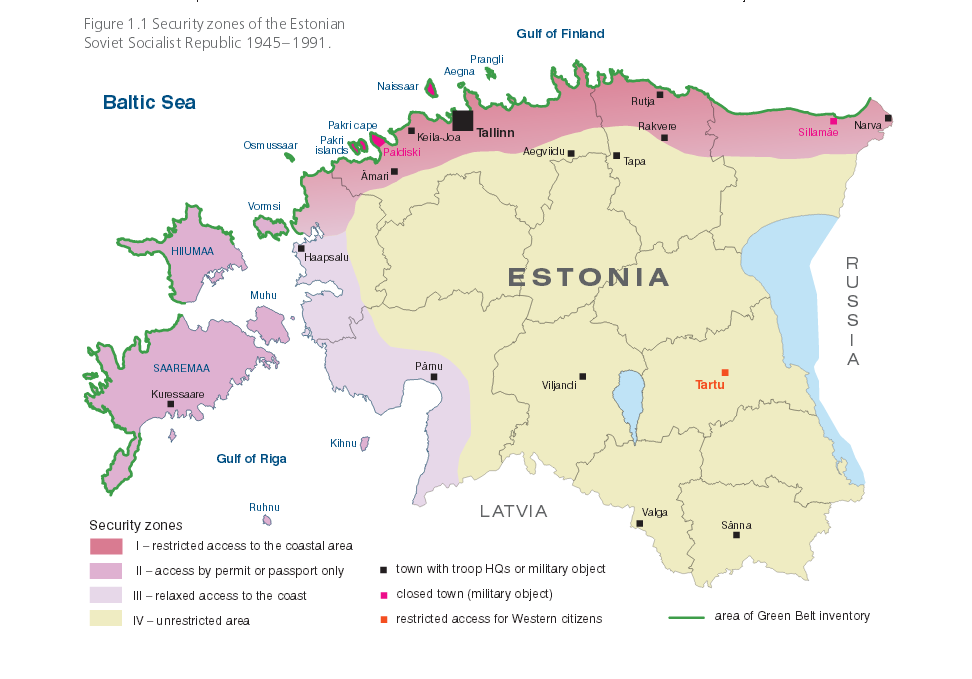 Figure 1.1 Security zones of the Estonian
Soviet Socialist Republic 1945–1991.
Gulf of Finland
Prangli
Aegna
Naissaar
Baltic Sea
Rutja
Pakri cape
Keila-Joa
Tallinn
Rakvere
Sillamäe
Narva
Osmussaar
Pakri
islands
Paldiski
Aegviidu
Tapa
Ämari
Vormsi
HIIUMAA
Haapsalu
ESTONIA
RUSSIA
Muhu
SAAREMAA
Pärnu
Kuressaare
Viljandi
Tartu
Kihnu
Gulf of Riga
Ruhnu
LATVIA
Valga
Sänna
Security zones
I – restricted access to the coastal area
II – access by permit or passport only
III – relaxed access to the coast
IV – unrestricted area
town with troop HQs or military object
closed town (military object)
restricted access for Western citizens
area of Green Belt inventory